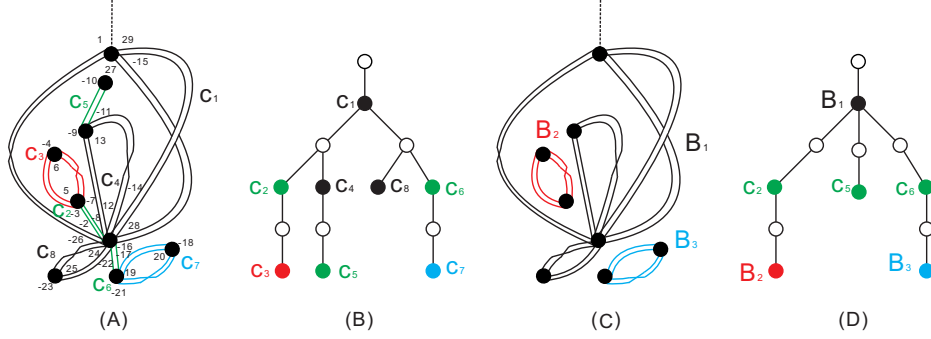 1 29
-15
27
-10
C5
C1
-11
-9 13
-4
C3
6
C4
5 -7
-14
C2 -3 12
-8
-2
28
-26 -16
C8 24 -17 -18
-22 20
25 19 C7
-23 C6 -21
C1
C2 C4 C8 C6
C3 C5 C7
B2
B1
B3
B1
C2 C5 C6
B2 B3
(A) (B) (C) (D)